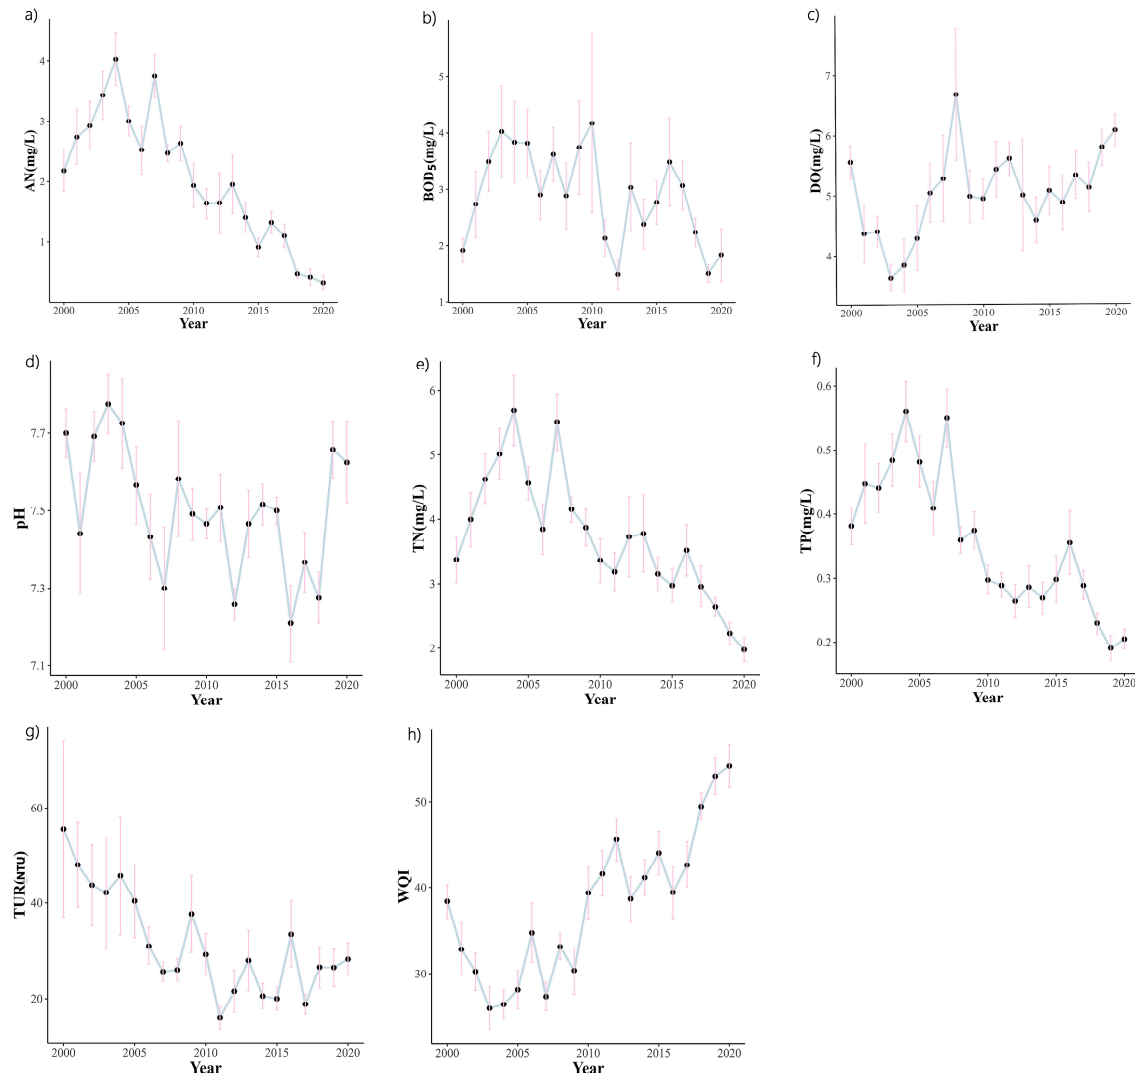 a)
AN(mg/L)
4
3
2
1
2000 2005 2010 2015 2020
Year
b)
BOD₅(mg/L)
5
4
3
2
1
2000 2005 2010 2015 2020
Year
c)
DO(mg/L)
7
6
5
4
2000 2005 2010 2015 2020
Year
d)
pH
7.7
7.5
7.3
7.1
2000 2005 2010 2015 2020
Year
e)
TN(mg/L)
6
5
4
3
2
2000 2005 2010 2015 2020
Year
f)
TP(mg/L)
0.6
0.5
0.4
0.3
0.2
2000 2005 2010 2015 2020
Year
g)
TUR(NTU)
60
40
20
2000 2005 2010 2015 2020
Year
h)
WQI
50
40
30
2000 2005 2010 2015 2020
Year